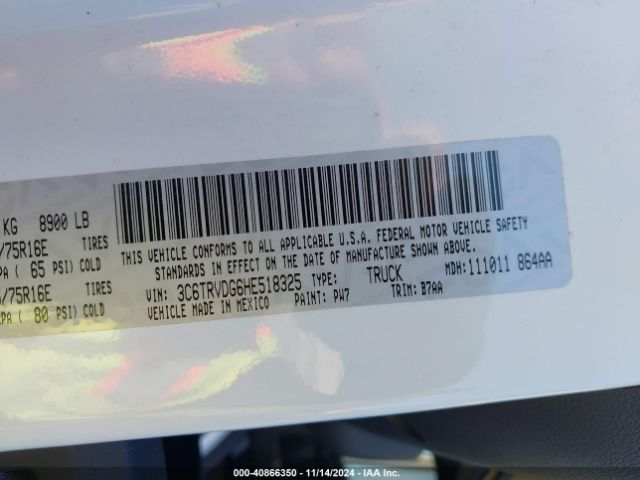 KG 8900 LB
/75R16E TIRES
PA ( 65 PSI) COLD
/75R16E TIRES
PA ( 80 PSI) COLD
THIS VEHICLE CONFORMS TO ALL APPLICABLE U.S.A. FEDERAL MOTOR VEHICLE SAFETY
STANDARDS IN EFFECT ON THE DATE OF MANUFACTURE SHOWN ABOVE.
VIN: 3C6TRVDG6HE518325 TYPE: TRUCK MDH: 111011 864AA
VEHICLE MADE IN MEXICO PAINT: PW7 TRIM: B7AA
000-40866350 - 11/14/2024 - IAA Inc.